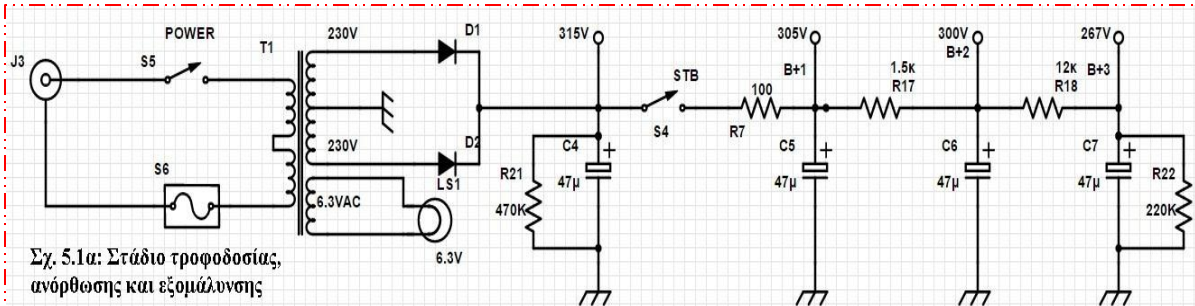 POWER
J3
S5
T1
230V
D1
315V
305V
300V
267V
B+1
B+2
B+3
STB
S4
100
R7
1.5κ
R17
12κ
R18
230V
D2
LS1
S6
6.3VAC
6.3V
R21
470K
C4
47μ
C5
47μ
C6
47μ
C7
47μ
R22
220K
Σχ. 5.1α: Στάδιο τροφοδοσίας,
ανόρθωσης και εξομάλυνσης